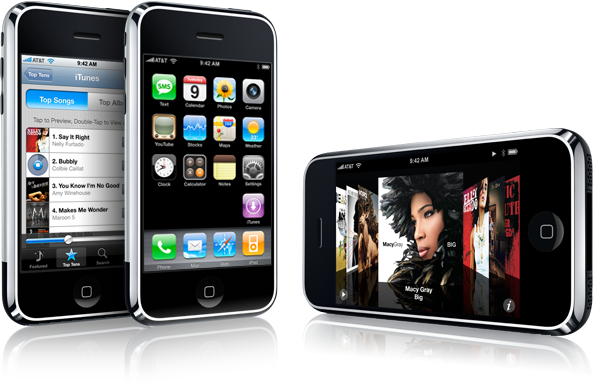 AT&T 9:42 AM
Top Tens iTunes
Top Songs Top Alb
Tap to Preview, Double-Tap to View
1. Say It Right
Nelly Furtado
2. Bubbly
Colbie Caillat
3. You Know I'm No Good
Amy Winehouse
4. Makes Me Wonder
Maroon 5
Featured Top Tens Search
AT&T 9:42 AM
SMS
Text Calendar Photos Camera
9
YouTube Stocks Maps Weather
Clock Calculator Notes Settings
iTunes
Phone Mail Web iPod
AT&T 9:42 AM
MacyGray BIG
Macy Gray
Big